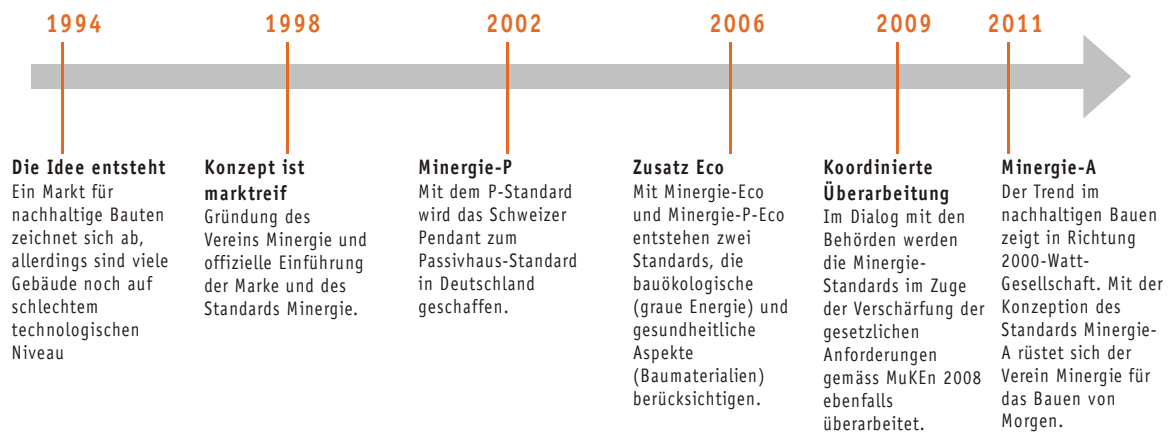 1994
1998
2002
2006
2009
2011
Die Idee entsteht
Ein Markt für
nachhaltige Bauten
zeichnet sich ab,
allerdings sind viele
Gebäude noch auf
schlechtem
technologischen
Niveau
Konzept ist
marktreif
Gründung des
Vereins Minergie und
offizielle Einführung
der Marke und des
Standards Minergie.
Minergie-P
Mit dem P-Standard
wird das Schweizer
Pendant zum
Passivhaus-Standard
in Deutschland
geschaffen.
Zusatz Eco
Mit Minergie-Eco
und Minergie-P-Eco
entstehen zwei
Standards, die
bauökologische
(graue Energie) und
gesundheitliche
Aspekte
(Baumaterialien)
berücksichtigen.
Koordinierte
Überarbeitung
Im Dialog mit den
Behörden werden
die Minergie-
Standards im Zuge
der Verschärfung der
gesetzlichen
Anforderungen
gemäss MuKEn 2008
ebenfalls
überarbeitet.
Minergie-A
Der Trend im
nachhaltigen Bauen
zeigt in Richtung
2000-Watt-
Gesellschaft. Mit der
Konzeption des
Standards Minergie-
A rüstet sich der
Verein Minergie für
das Bauen von
Morgen.